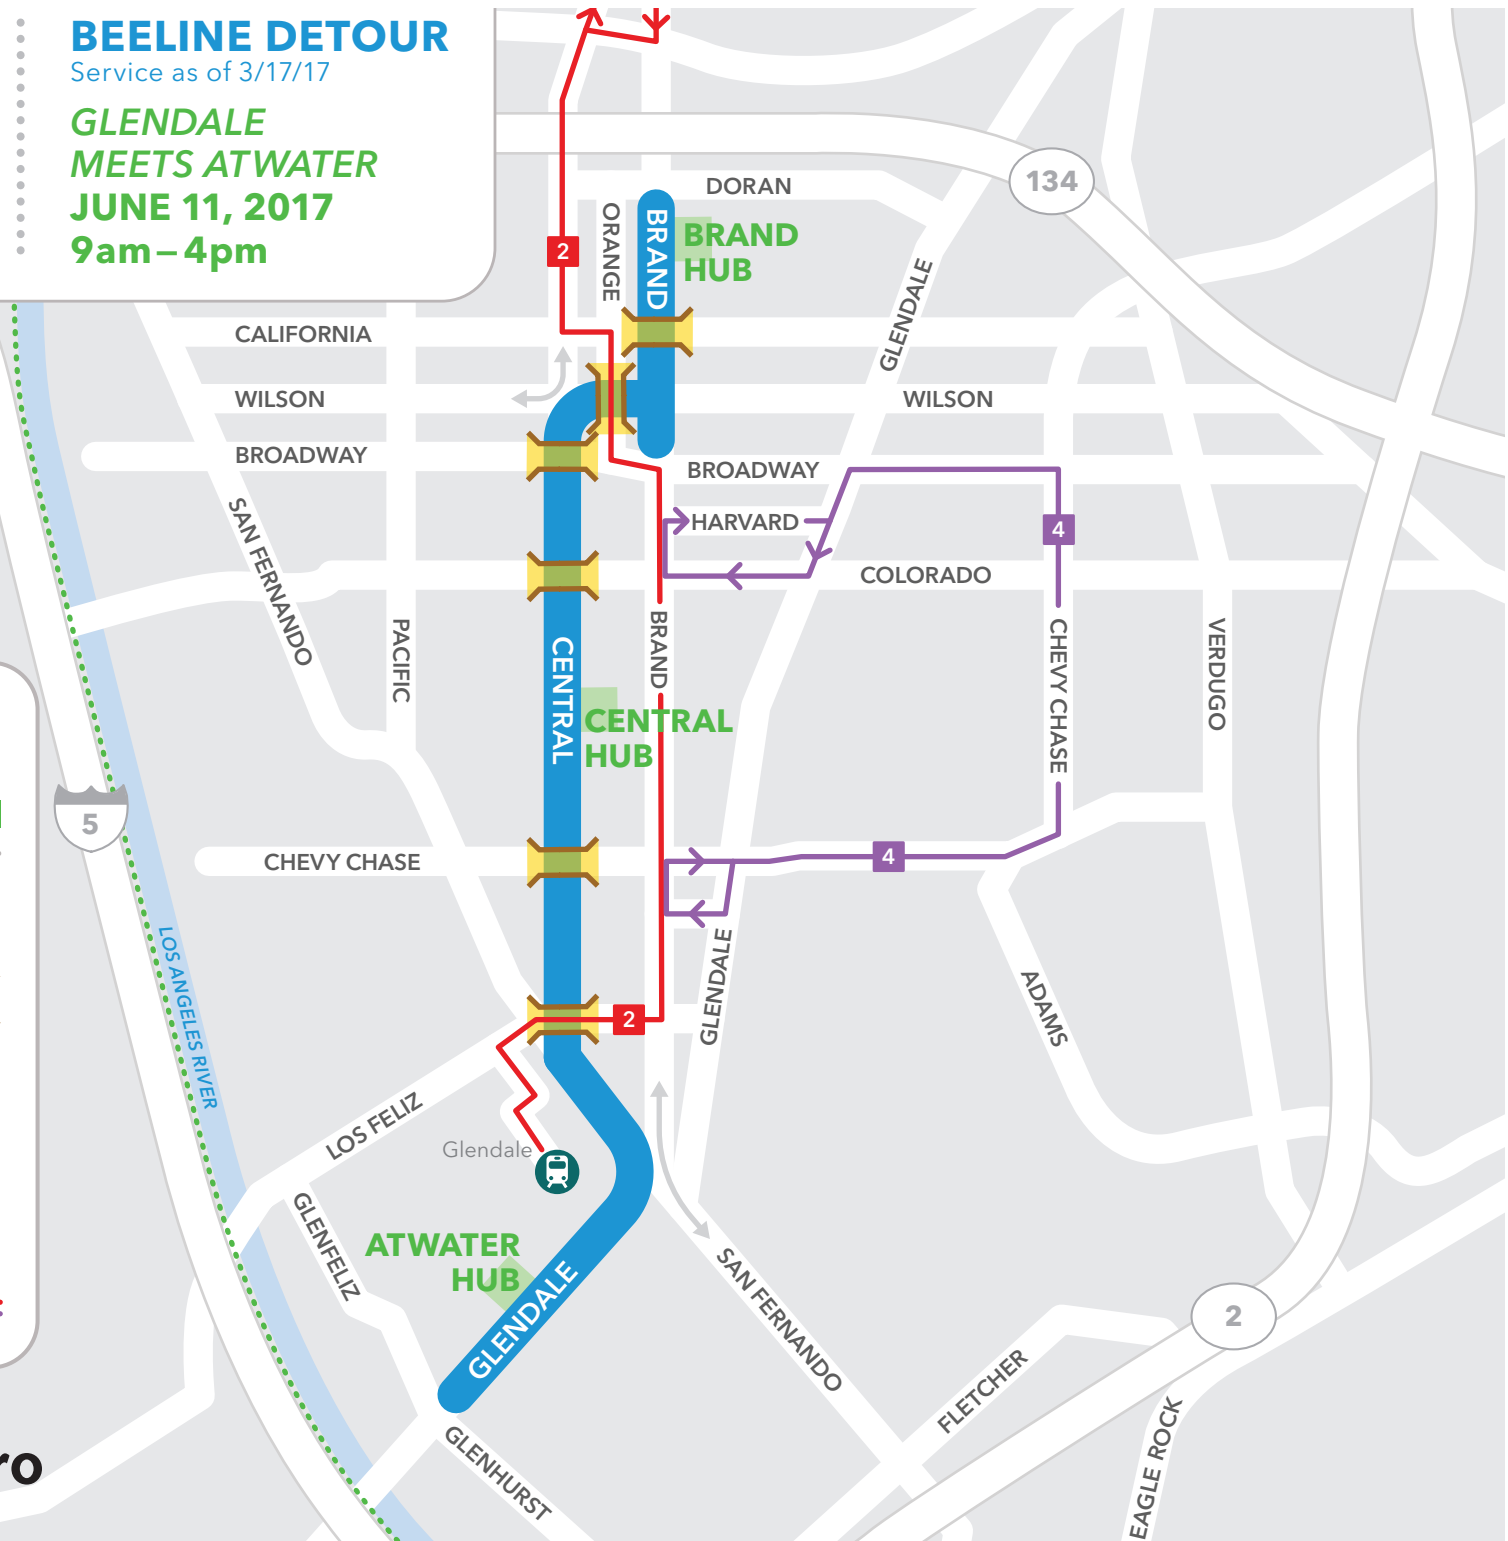 BEELINE DETOUR
Service as of 3/17/17
GLENDALE
MEETS ATWATER
JUNE 11, 2017
9am–4pm
134
DORAN
ORANGE
BRAND
BRAND
HUB
2
GLENDALE
CALIFORNIA
WILSON
WILSON
BROADWAY
BROADWAY
HARVARD
4
COLORADO
SAN FERNANDO
PACIFIC
CENTRAL
BRAND
CHEVY CHASE
VERDUGO
CENTRAL
HUB
5
CHEVY CHASE
4
LOS ANGELES RIVER
GLENDALE
ADAMS
2
LOS FELIZ
Glendale
GLENFELIZ
ATWATER
HUB
GLENDALE
SAN FERNANDO
2
FLETCHER
EAGLE ROCK
GLENHURST
ro